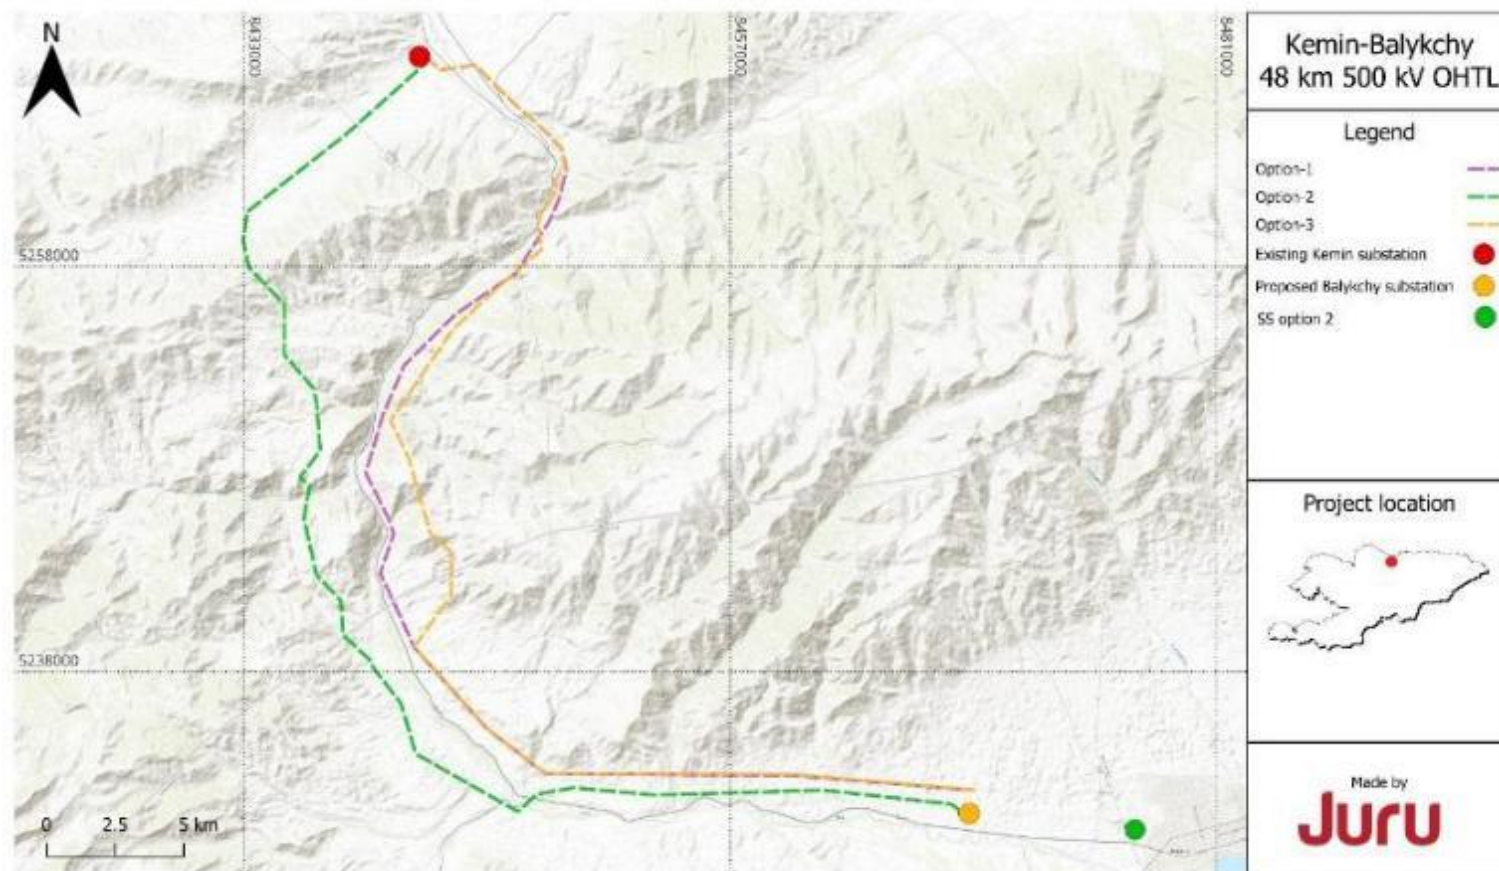 N
8433000
8457000
8481000
5258000
5238000
0 2.5 5 km
Kemin-Balykchy
48 km 500 kV OHTL
Legend
Option-1
Option-2
Option-3
Existing Kemin substation
Proposed Balykchy substation
SS option 2
Project location
Made by
Juru